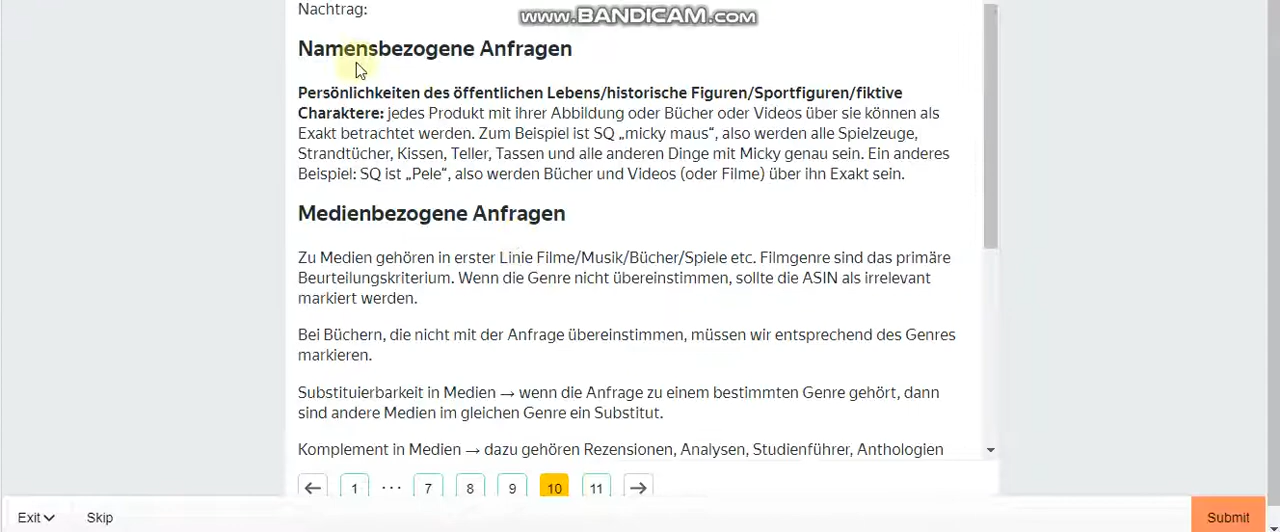 Nachtrag:
www.BANDICAM.com
Namensbezogene Anfragen
Persönlichkeiten des öffentlichen Lebens/historische Figuren/Sportfiguren/fiktive
Charaktere: jedes Produkt mit ihrer Abbildung oder Bücher oder Videos über sie können als
Exakt betrachtet werden. Zum Beispiel ist SQ „micky maus“, also werden alle Spielzeuge,
Strandtücher, Kissen, Teller, Tassen und alle anderen Dinge mit Micky genau sein. Ein anderes
Beispiel: SQ ist „Pele“, also werden Bücher und Videos (oder Filme) über ihn Exakt sein.
Medienbezogene Anfragen
Zu Medien gehören in erster Linie Filme/Musik/Bücher/Spiele etc. Filmgenre sind das primäre
Beurteilungskriterium. Wenn die Genre nicht übereinstimmen, sollte die ASIN als irrelevant
markiert werden.
Bei Büchern, die nicht mit der Anfrage übereinstimmen, müssen wir entsprechend des Genres
markieren.
Substituierbarkeit in Medien → wenn die Anfrage zu einem bestimmten Genre gehört, dann
sind andere Medien im gleichen Genre ein Substitut.
Komplement in Medien → dazu gehören Rezensionen, Analysen, Studienführer, Anthologien
← 1 ··· 7 8 9 10 11 →
Exit Skip Submit